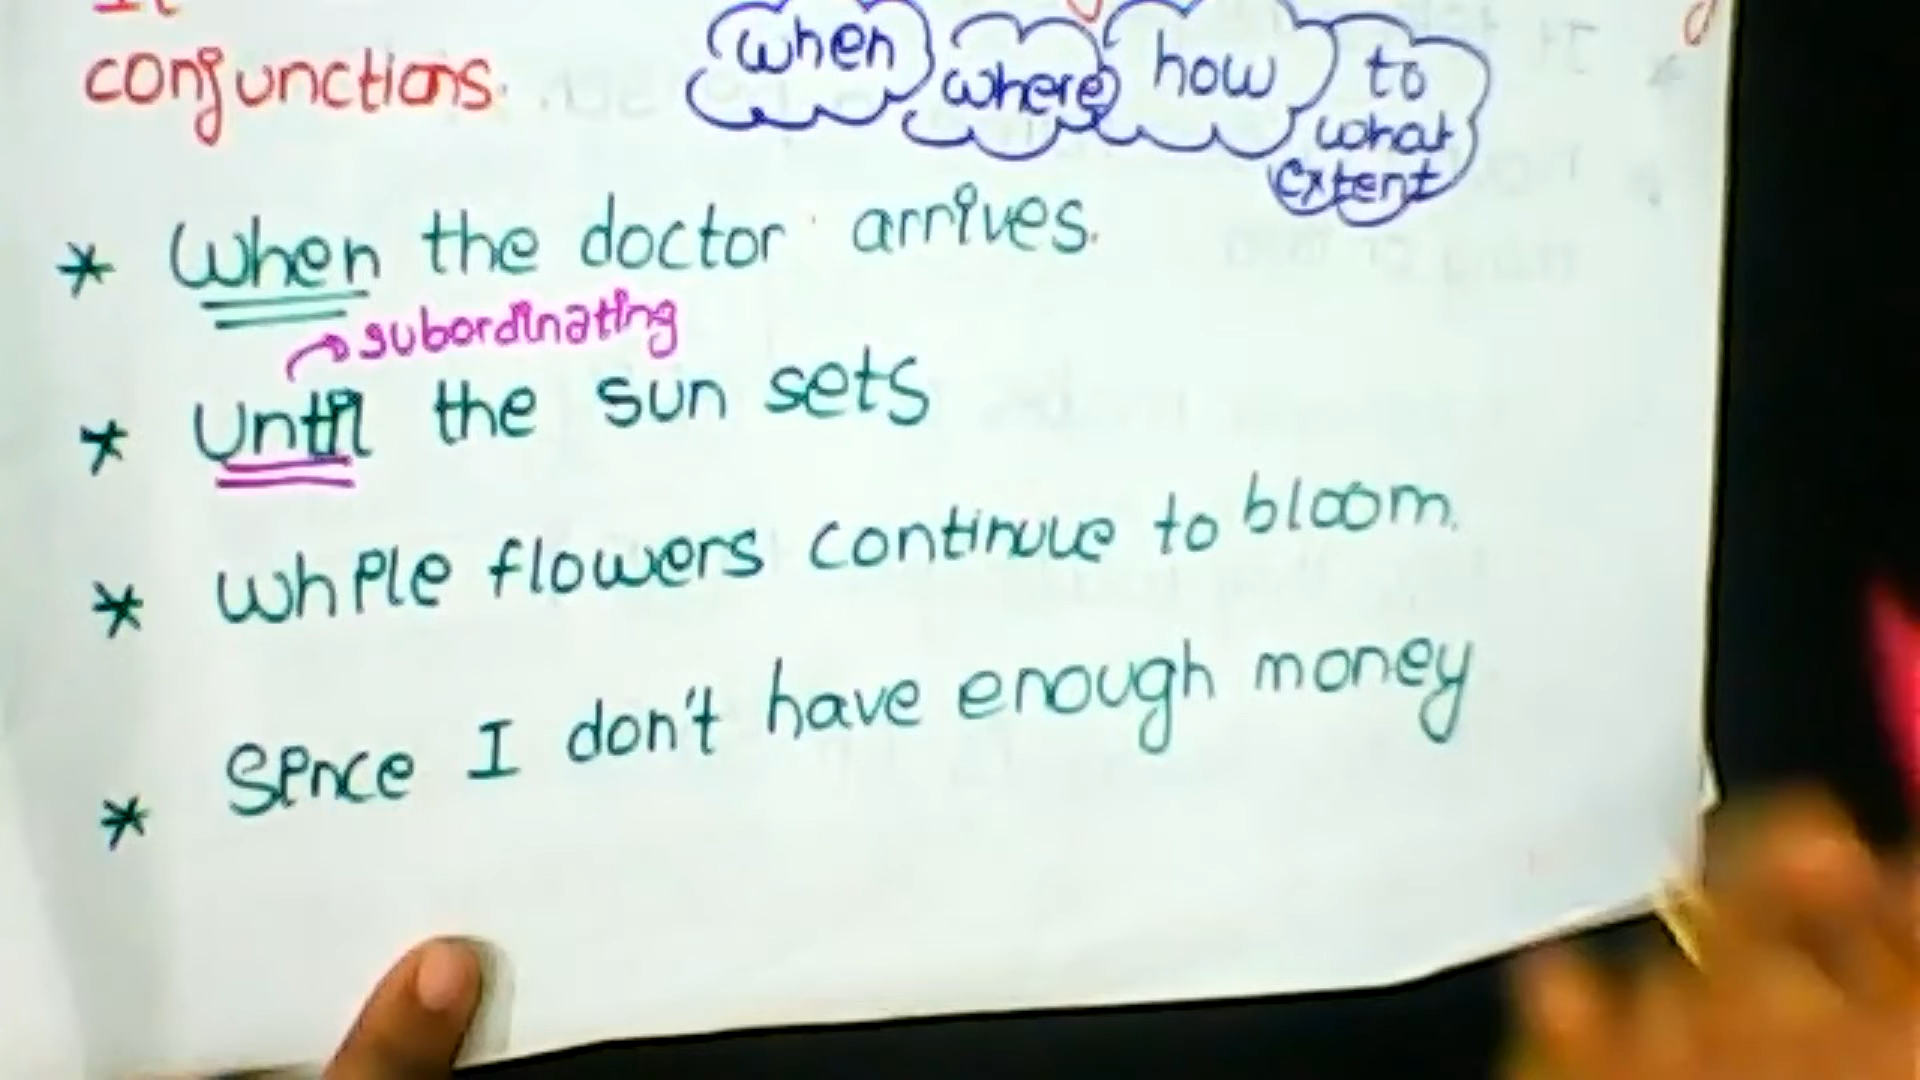 conjunctions.
when where how to
what
extent
* When the doctor arrives.
subordinating
* Until the sun sets
* While flowers continue to bloom.
* Since I don't have enough money